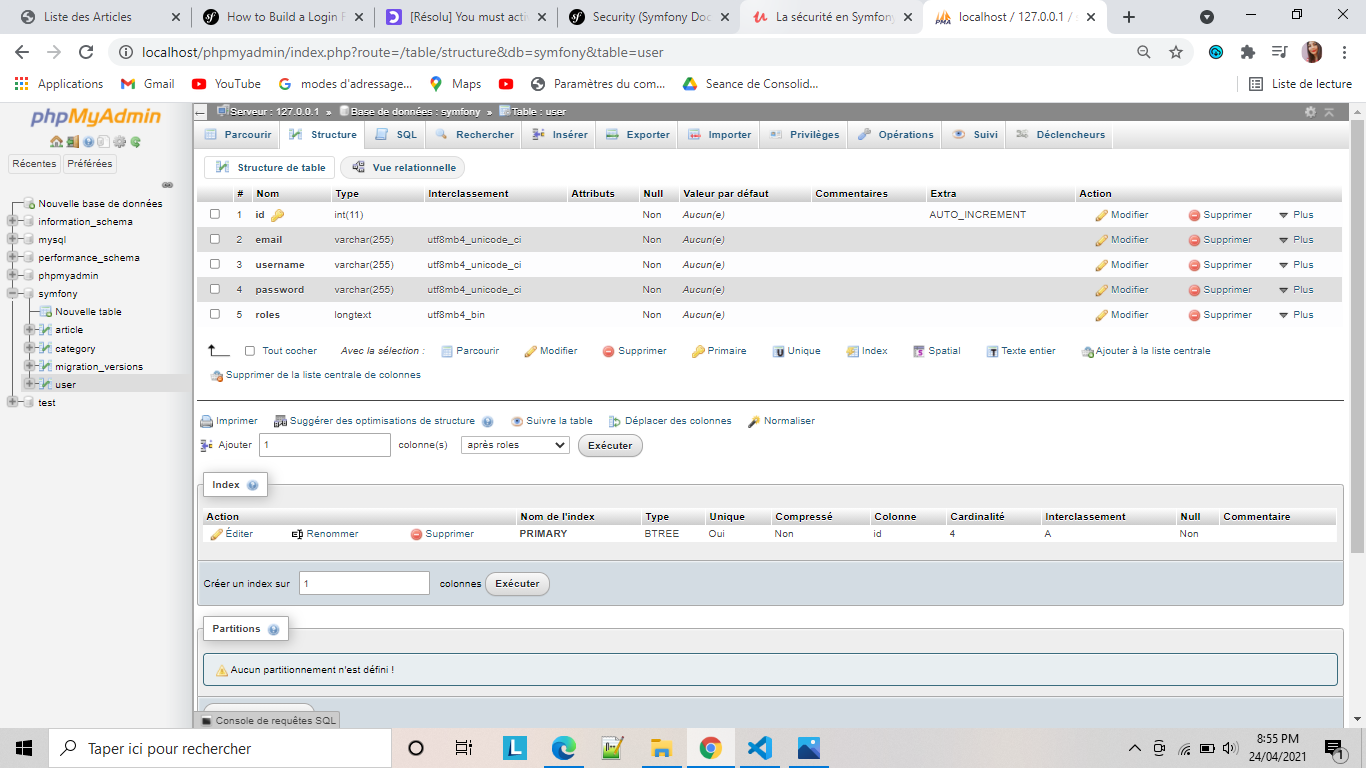 Liste des Articles
How to Build a Login F
[Résolu] You must acti
Security (Symfony Doc
La sécurité en Symfony
localhost / 127.0.0.1 /
localhost/phpmyadmin/index.php?route=/table/structure&db=symfony&table=user
Applications Gmail YouTube modes d'adressage... Maps Paramètres du com... Seance de Consolid... Liste de lecture
phpMyAdmin
Récentes Préférées
Nouvelle base de données
information_schema
mysql
performance_schema
phpmyadmin
symfony
Nouvelle table
article
category
migration_versions
user
test
Serveur : 127.0.0.1 » Base de données : symfony » Table : user
Parcourir Structure SQL Rechercher Insérer Exporter Importer Privilèges Opérations Suivi Déclencheurs
Structure de table Vue relationnelle
# Nom Type Interclassement Attributs Null Valeur par défaut Commentaires Extra Action
1 id int(11) Non Aucun(e) AUTO_INCREMENT Modifier Supprimer Plus
2 email varchar(255) utf8mb4_unicode_ci Non Aucun(e) Modifier Supprimer Plus
3 username varchar(255) utf8mb4_unicode_ci Non Aucun(e) Modifier Supprimer Plus
4 password varchar(255) utf8mb4_unicode_ci Non Aucun(e) Modifier Supprimer Plus
5 roles longtext utf8mb4_bin Non Aucun(e) Modifier Supprimer Plus
Tout cocher Avec la sélection : Parcourir Modifier Supprimer Primaire Unique Index Spatial Texte entier Ajouter à la liste centrale
Supprimer de la liste centrale de colonnes
Imprimer Suggérer des optimisations de structure Suivre la table Déplacer des colonnes Normaliser
Ajouter 1 colonne(s) après roles Exécuter
Index
Action Nom de l'index Type Unique Compressé Colonne Cardinalité Interclassement Null Commentaire
Éditer Renommer Supprimer PRIMARY BTREE Oui Non id 4 A Non
Créer un index sur 1 colonnes Exécuter
Partitions
Aucun partitionnement n'est défini !
Console de requêtes SQL
Taper ici pour rechercher
8:55 PM
24/04/2021
1